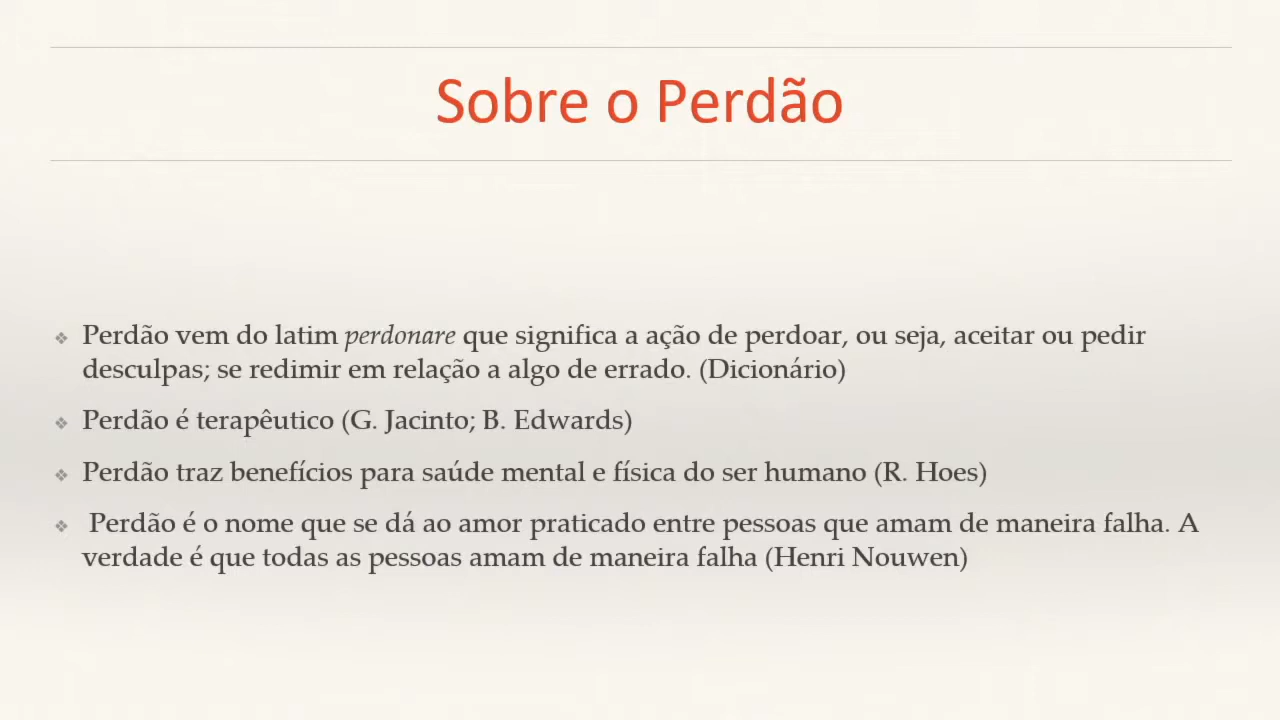 Sobre o Perdão
Perdão vem do latim perdonare que significa a ação de perdoar, ou seja, aceitar ou pedir
desculpas; se redimir em relação a algo de errado. (Dicionário)
Perdão é terapêutico (G. Jacinto; B. Edwards)
Perdão traz benefícios para saúde mental e física do ser humano (R. Hoes)
Perdão é o nome que se dá ao amor praticado entre pessoas que amam de maneira falha. A
verdade é que todas as pessoas amam de maneira falha (Henri Nouwen)